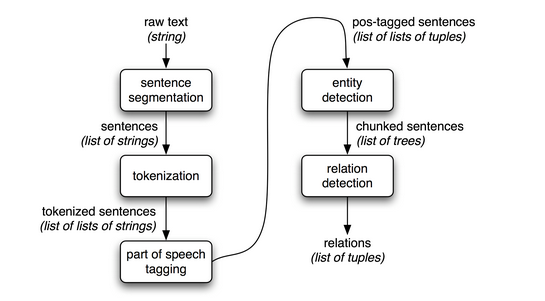 raw text
(string)
sentence
segmentation
sentences
(list of strings)
tokenization
tokenized sentences
(list of lists of strings)
part of speech
tagging
pos-tagged sentences
(list of lists of tuples)
entity
detection
chunked sentences
(list of trees)
relation
detection
relations
(list of tuples)